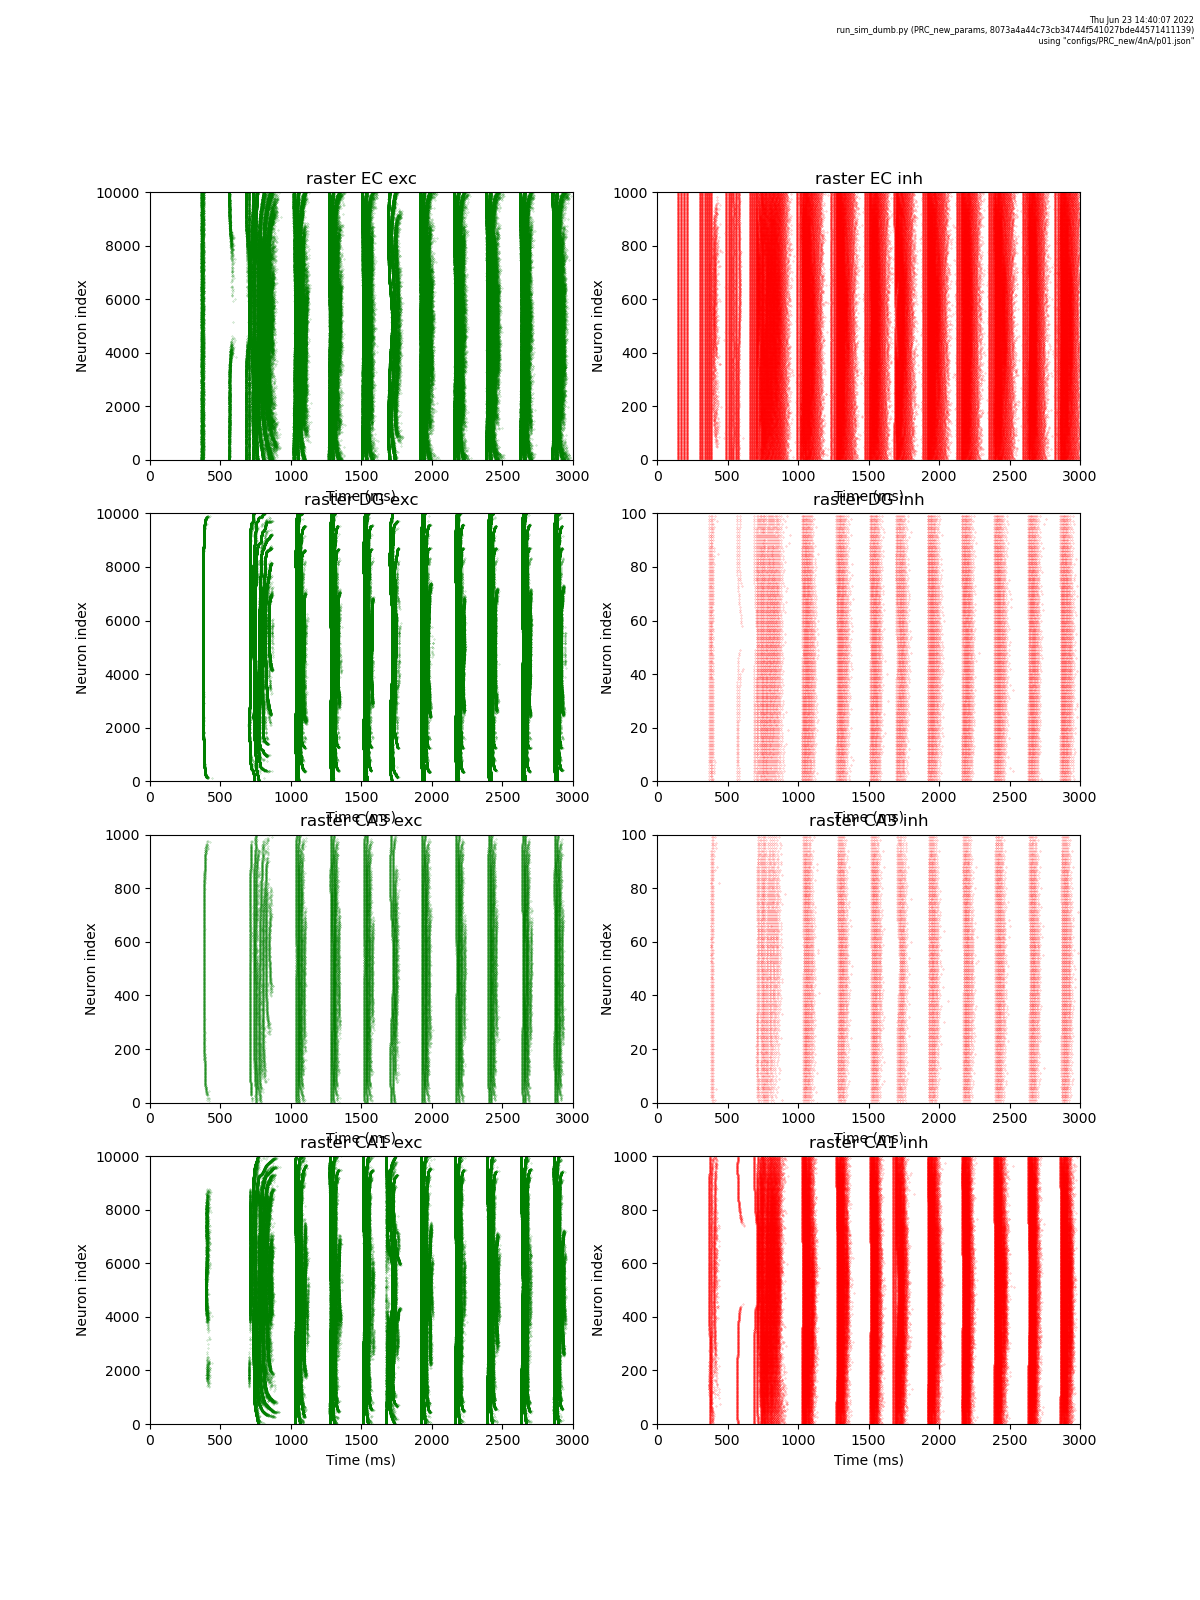 Thu Jun 23 14:40:07 2022
run_sim_dumb.py (PRC_new_params, 8073a4a44c73cb34744f541027bde44571411139)
using "configs/PRC_new/4nA/p01.json"
raster EC exc
10000
8000
6000
4000
2000
0
Neuron index
0 500 1000 1500 2000 2500 3000
Time (ms)
raster EC inh
1000
800
600
400
200
0
Neuron index
0 500 1000 1500 2000 2500 3000
Time (ms)
raster DG exc
10000
8000
6000
4000
2000
0
Neuron index
0 500 1000 1500 2000 2500 3000
Time (ms)
raster DG inh
100
80
60
40
20
0
Neuron index
0 500 1000 1500 2000 2500 3000
Time (ms)
raster CA3 exc
1000
800
600
400
200
0
Neuron index
0 500 1000 1500 2000 2500 3000
Time (ms)
raster CA3 inh
100
80
60
40
20
0
Neuron index
0 500 1000 1500 2000 2500 3000
Time (ms)
raster CA1 exc
10000
8000
6000
4000
2000
0
Neuron index
0 500 1000 1500 2000 2500 3000
Time (ms)
raster CA1 inh
1000
800
600
400
200
0
Neuron index
0 500 1000 1500 2000 2500 3000
Time (ms)